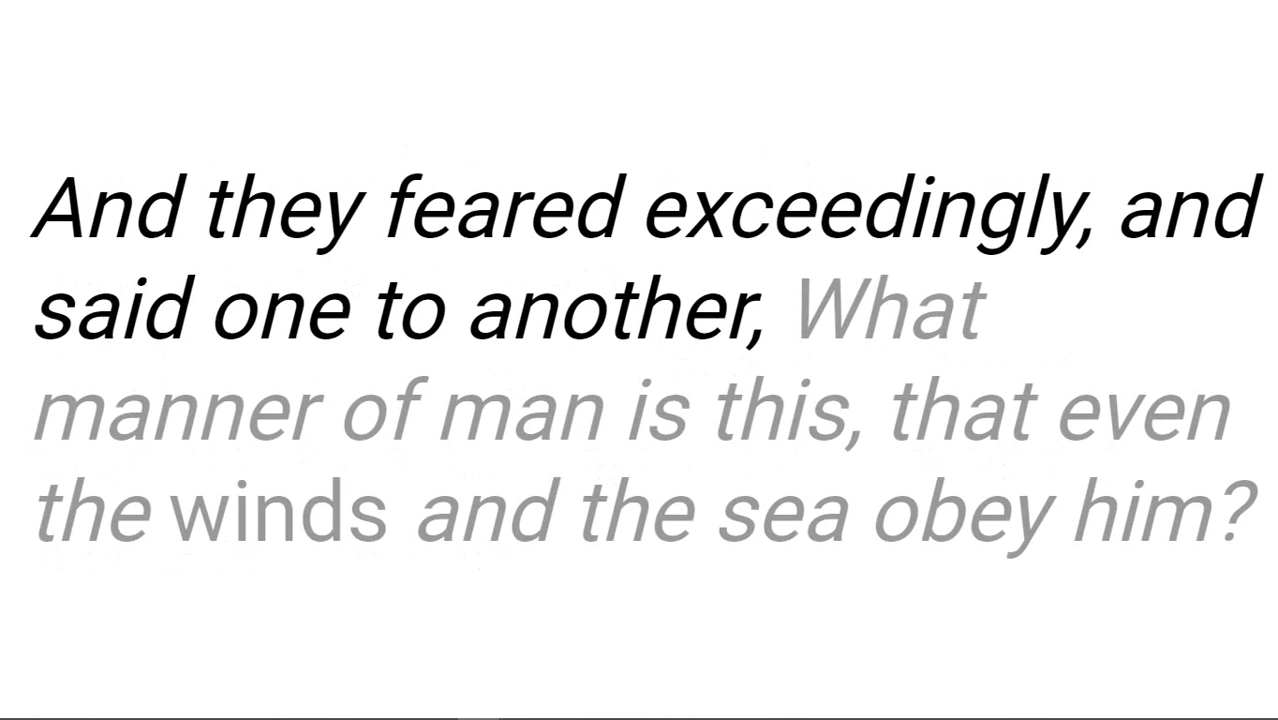 And they feared exceedingly, and
said one to another, What
manner of man is this, that even
the winds and the sea obey him?